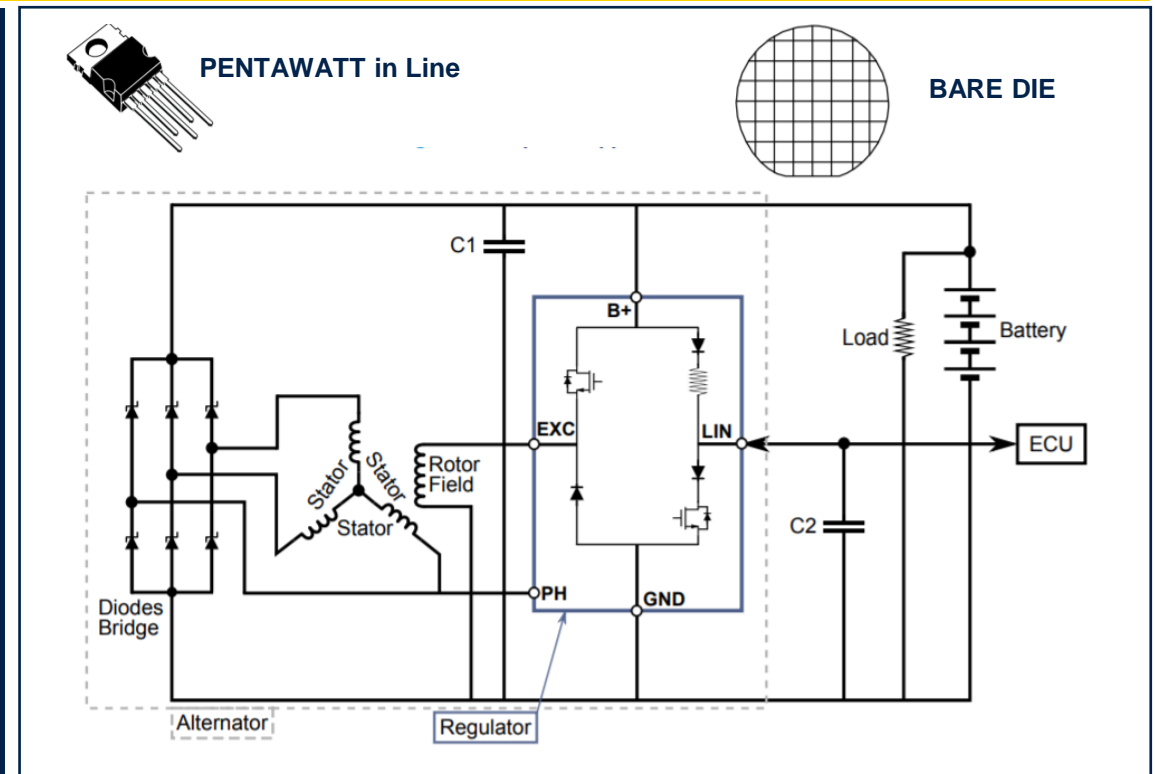 PENTAWATT in Line
BARE DIE
C1
B+
Load
Battery
EXC
LIN
ECU
Rotor
Field
Stator
Stator
Stator
C2
PH
GND
Diodes
Bridge
Alternator
Regulator